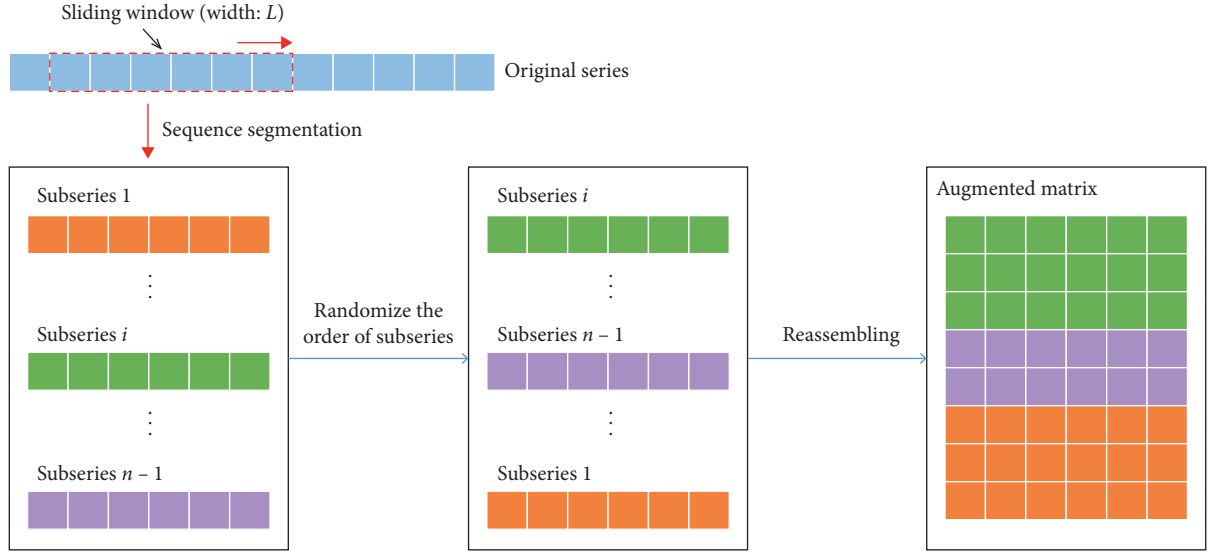 Sliding window (width: L)
Original series
Sequence segmentation
Subseries 1
⋮
Subseries i
⋮
Subseries n – 1
Randomize the
order of subseries
Subseries i
⋮
Subseries n – 1
⋮
Subseries 1
Reassembling
Augmented matrix